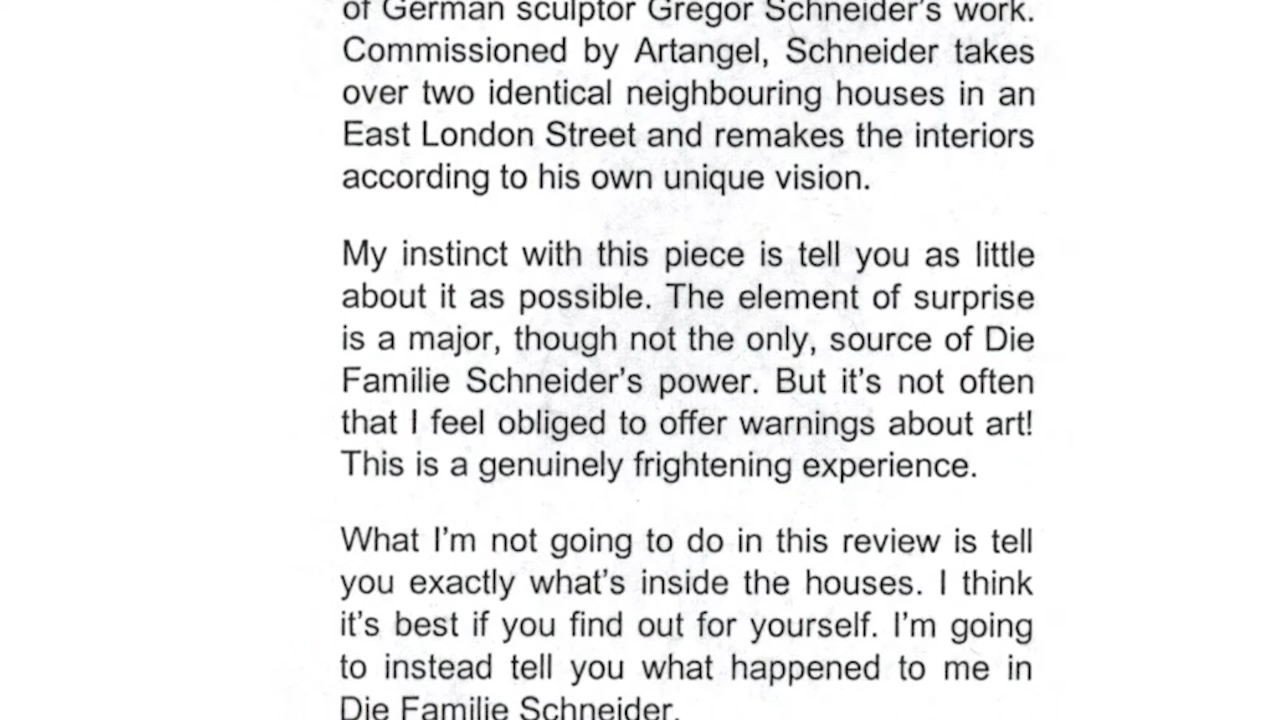 of German sculptor Gregor Schneider's work.
Commissioned by Artangel, Schneider takes
over two identical neighbouring houses in an
East London Street and remakes the interiors
according to his own unique vision.
My instinct with this piece is tell you as little
about it as possible. The element of surprise
is a major, though not the only, source of Die
Familie Schneider's power. But it's not often
that I feel obliged to offer warnings about art!
This is a genuinely frightening experience.
What I'm not going to do in this review is tell
you exactly what's inside the houses. I think
it's best if you find out for yourself. I'm going
to instead tell you what happened to me in
Die Familie Schneider.